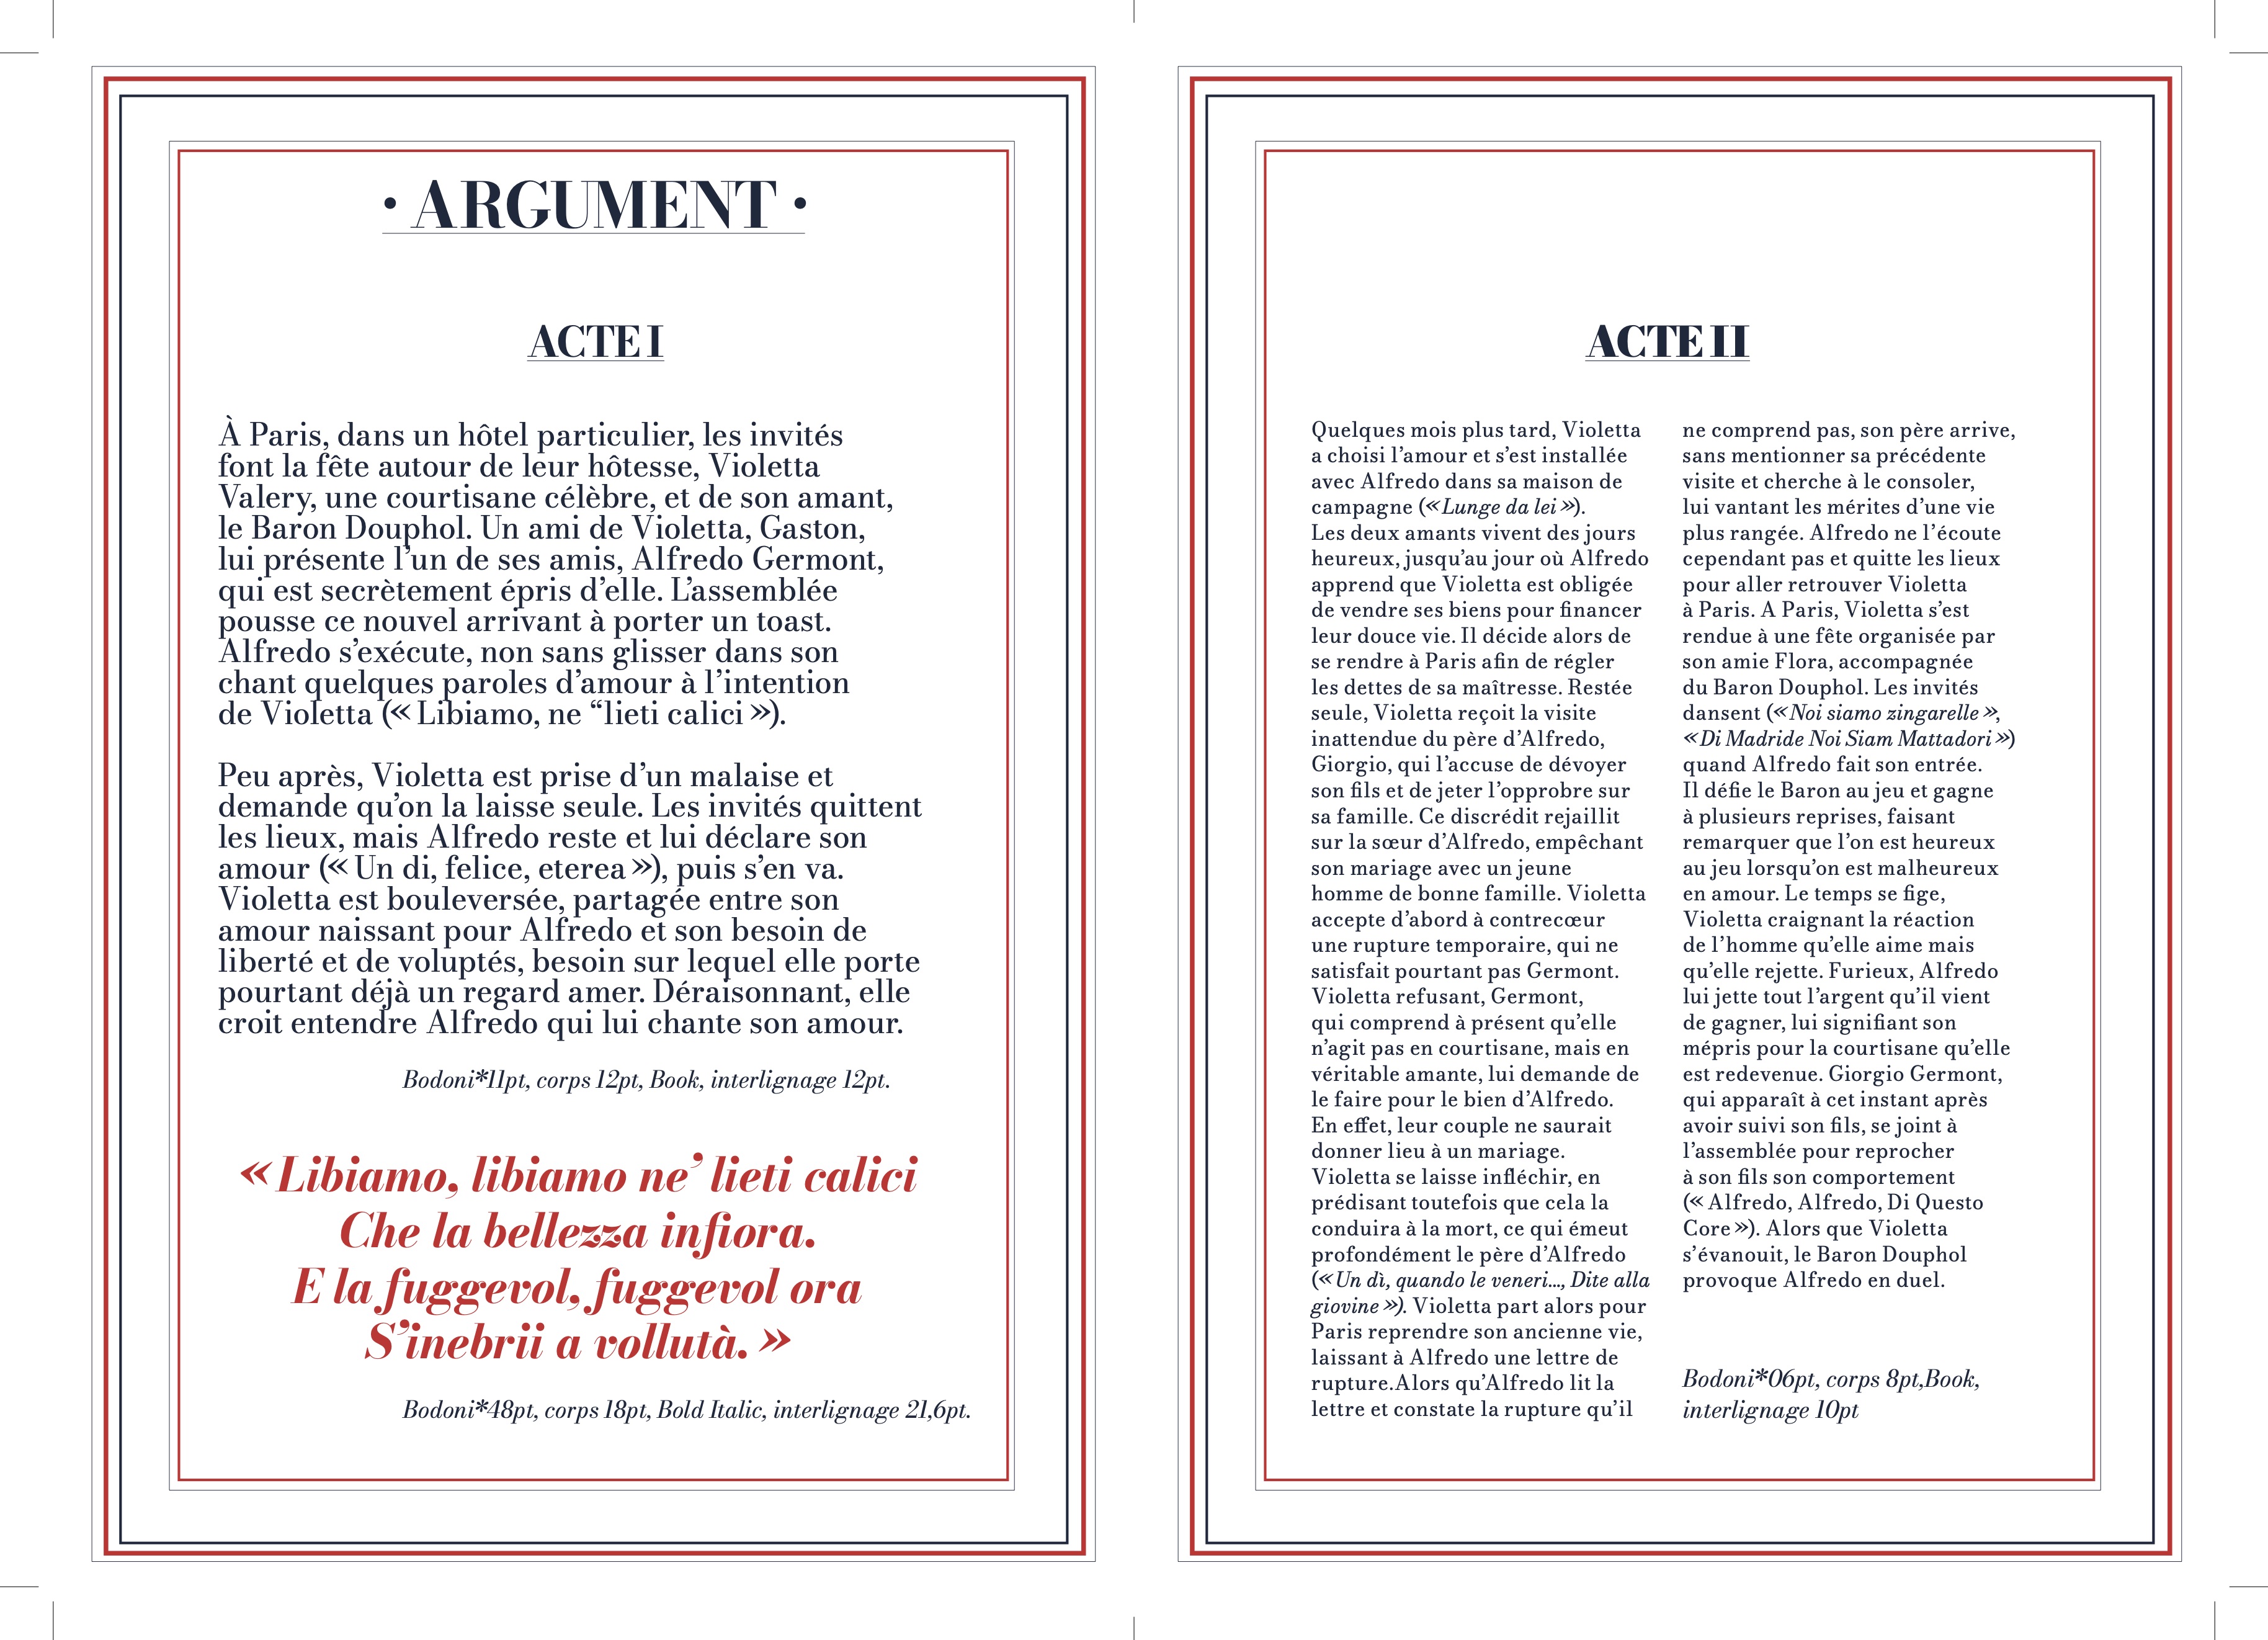 • ARGUMENT •
ACTE I
À Paris, dans un hôtel particulier, les invités
font la fête autour de leur hôtesse, Violetta
Valery, une courtisane célèbre, et de son amant,
le Baron Douphol. Un ami de Violetta, Gaston,
lui présente l’un de ses amis, Alfredo Germont,
qui est secrètement épris d’elle. L’assemblée
pousse ce nouvel arrivant à porter un toast.
Alfredo s’exécute, non sans glisser dans son
chant quelques paroles d’amour à l’intention
de Violetta (« Libiamo, ne “lieti calici »).
Peu après, Violetta est prise d’un malaise et
demande qu’on la laisse seule. Les invités quittent
les lieux, mais Alfredo reste et lui déclare son
amour (« Un di, felice, eterea »), puis s’en va.
Violetta est bouleversée, partagée entre son
amour naissant pour Alfredo et son besoin de
liberté et de voluptés, besoin sur lequel elle porte
pourtant déjà un regard amer. Déraisonnant, elle
croit entendre Alfredo qui lui chante son amour.
Bodoni*11pt, corps 12pt, Book, interlignage 12pt.
« Libiamo, libiamo ne’ lieti calici
Che la bellezza infiora.
E la fuggevol, fuggevol ora
S’inebrii a vollutà. »
Bodoni*48pt, corps 18pt, Bold Italic, interlignage 21,6pt.
ACTE II
Quelques mois plus tard, Violetta
a choisi l’amour et s’est installée
avec Alfredo dans sa maison de
campagne (« Lunge da lei »).
Les deux amants vivent des jours
heureux, jusqu’au jour où Alfredo
apprend que Violetta est obligée
de vendre ses biens pour financer
leur douce vie. Il décide alors de
se rendre à Paris afin de régler
les dettes de sa maîtresse. Restée
seule, Violetta reçoit la visite
inattendue du père d’Alfredo,
Giorgio, qui l’accuse de dévoyer
son fils et de jeter l’opprobre sur
sa famille. Ce discrédit rejaillit
sur la sœur d’Alfredo, empêchant
son mariage avec un jeune
homme de bonne famille. Violetta
accepte d’abord à contrecœur
une rupture temporaire, qui ne
satisfait pourtant pas Germont.
Violetta refusant, Germont,
qui comprend à présent qu’elle
n’agit pas en courtisane, mais en
véritable amante, lui demande de
le faire pour le bien d’Alfredo.
En effet, leur couple ne saurait
donner lieu à un mariage.
Violetta se laisse infléchir, en
prédisant toutefois que cela la
conduira à la mort, ce qui émeut
profondément le père d’Alfredo
(« Un dì, quando le veneri..., Dite alla
giovine »). Violetta part alors pour
Paris reprendre son ancienne vie,
laissant à Alfredo une lettre de
rupture.Alors qu’Alfredo lit la
lettre et constate la rupture qu’il
ne comprend pas, son père arrive,
sans mentionner sa précédente
visite et cherche à le consoler,
lui vantant les mérites d’une vie
plus rangée. Alfredo ne l’écoute
cependant pas et quitte les lieux
pour aller retrouver Violetta
à Paris. A Paris, Violetta s’est
rendue à une fête organisée par
son amie Flora, accompagnée
du Baron Douphol. Les invités
dansent (« Noi siamo zingarelle »,
« Di Madride Noi Siam Mattadori »)
quand Alfredo fait son entrée.
Il défie le Baron au jeu et gagne
à plusieurs reprises, faisant
remarquer que l’on est heureux
au jeu lorsqu’on est malheureux
en amour. Le temps se fige,
Violetta craignant la réaction
de l’homme qu’elle aime mais
qu’elle rejette. Furieux, Alfredo
lui jette tout l’argent qu’il vient
de gagner, lui signifiant son
mépris pour la courtisane qu’elle
est redevenue. Giorgio Germont,
qui apparaît à cet instant après
avoir suivi son fils, se joint à
l’assemblée pour reprocher
à son fils son comportement
(« Alfredo, Alfredo, Di Questo
Core »). Alors que Violetta
s’évanouit, le Baron Douphol
provoque Alfredo en duel.
Bodoni*06pt, corps 8pt,Book,
interlignage 10pt